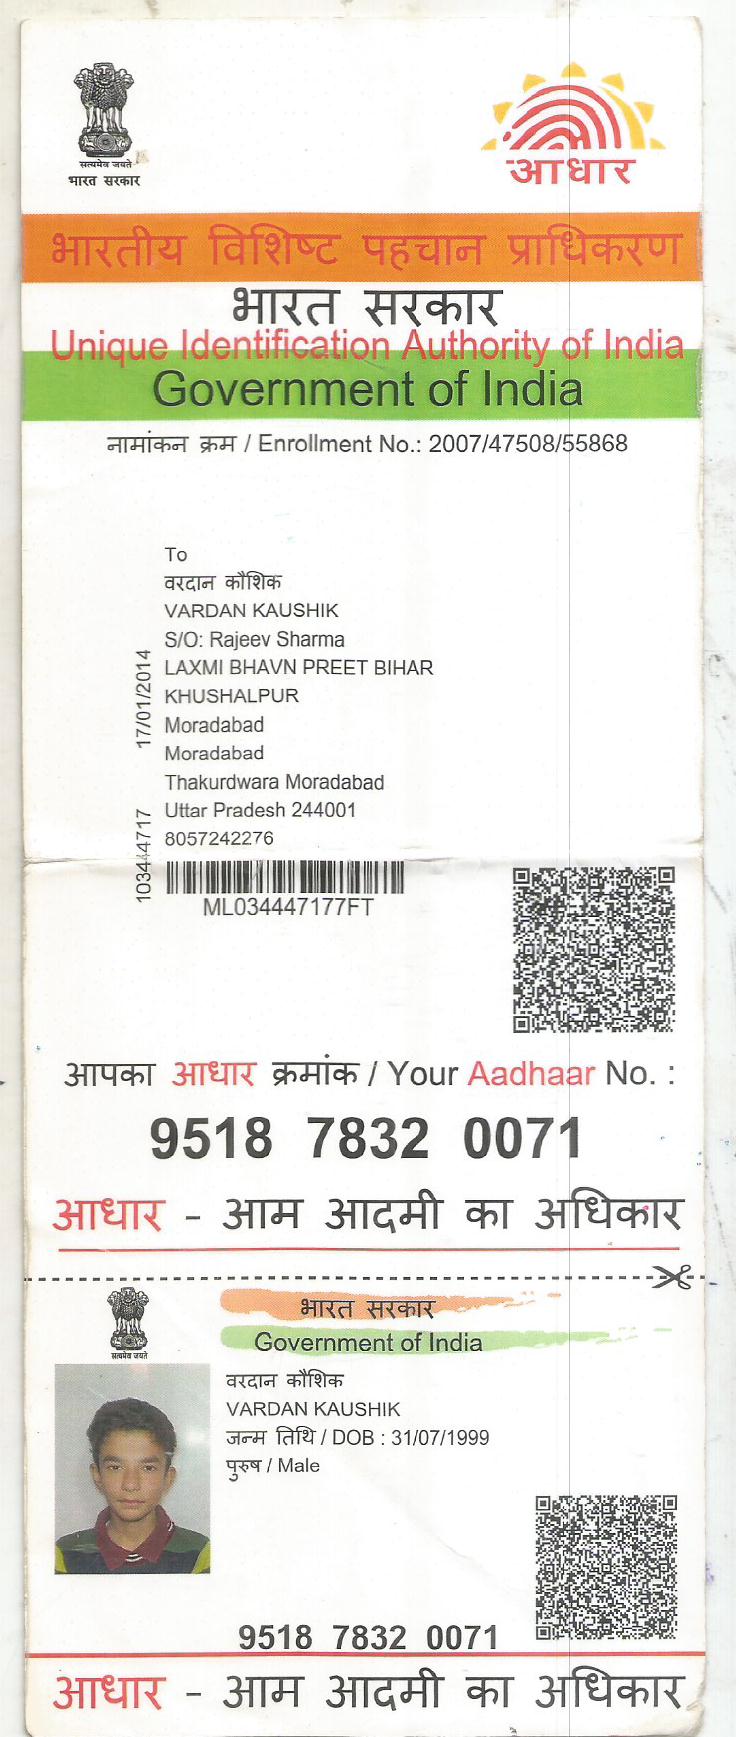 सत्यमेव जयते
भारत सरकार
आधार
भारतीय विशिष्ट पहचान प्राधिकरण
भारत सरकार
Unique Identification Authority of India
Government of India
नामांकन क्रम / Enrollment No.: 2007/47508/55868
To
वरदान कौशिक
VARDAN KAUSHIK
S/O: Rajeev Sharma
LAXMI BHAVN PREET BIHAR
KHUSHALPUR
Moradabad
Moradabad
Thakurdwara Moradabad
Uttar Pradesh 244001
8057242276
17/01/2014
103444717
ML034447177FT
आपका आधार क्रमांक / Your Aadhaar No. :
9518 7832 0071
आधार - आम आदमी का अधिकार
सत्यमेव जयते
भारत सरकार
Government of India
वरदान कौशिक
VARDAN KAUSHIK
जन्म तिथि / DOB : 31/07/1999
पुरुष / Male
9518 7832 0071
आधार - आम आदमी का अधिकार